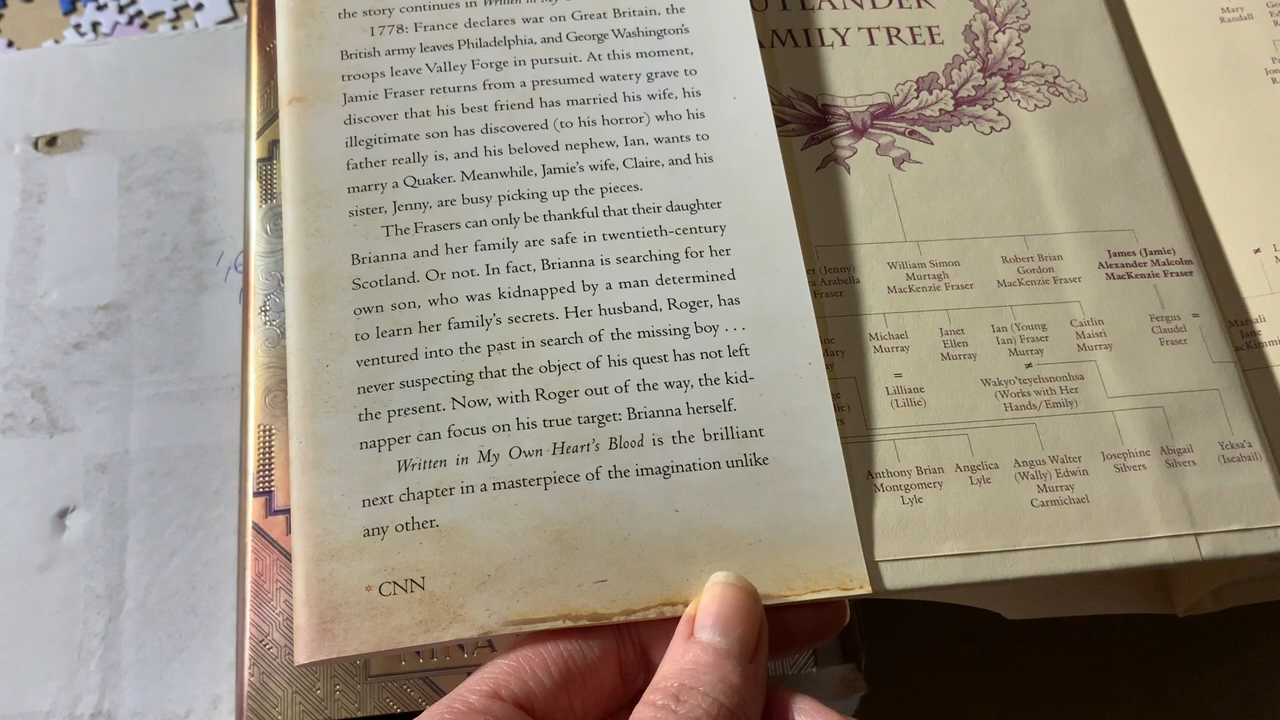 the story continues in Written in My
1778: France declares war on Great Britain, the
British army leaves Philadelphia, and George Washington's
troops leave Valley Forge in pursuit. At this moment,
Jamie Fraser returns from a presumed watery grave to
discover that his best friend has married his wife, his
illegitimate son has discovered (to his horror) who his
father really is, and his beloved nephew, Ian, wants to
marry a Quaker. Meanwhile, Jamie's wife, Claire, and his
sister, Jenny, are busy picking up the pieces.
The Frasers can only be thankful that their daughter
Brianna and her family are safe in twentieth-century
Scotland. Or not. In fact, Brianna is searching for her
own son, who was kidnapped by a man determined
to learn her family's secrets. Her husband, Roger, has
ventured into the past in search of the missing boy . . .
never suspecting that the object of his quest has not left
the present. Now, with Roger out of the way, the kid-
napper can focus on his true target: Brianna herself.
Written in My Own Heart's Blood is the brilliant
next chapter in a masterpiece of the imagination unlike
any other.
* CNN
NINA
UTLANDER
AMILY TREE
(Jenny)
Arabella
Fraser
William Simon
Murtagh
MacKenzie Fraser
Robert Brian
Gordon
MacKenzie Fraser
James (Jamie)
Alexander Malcolm
MacKenzie Fraser
Michael
Murray
=
Lilliane
(Lillie)
Janet
Ellen
Murray
Ian (Young
Ian) Fraser
Murray
≠
Wakyo'teyehsnonhsa
(Works with Her
Hands/Emily)
Caitlin
Maisri
Murray
Fergus
Claudel
Fraser
=
Marsali
Jane
Anthony Brian
Montgomery
Lyle
Angelica
Lyle
Angus Walter
(Wally) Edwin
Murray
Carmichael
Josephine
Silvers
Abigail
Silvers
Yeksa'a
(Iseabail)
Mary
Randall
≠